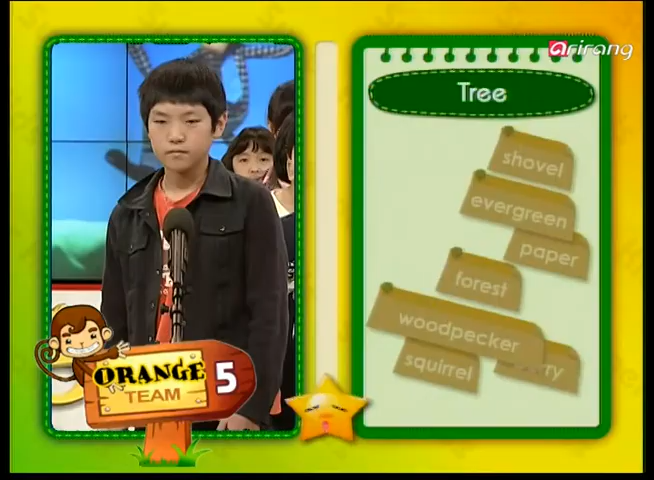 arirang
Tree
shovel
evergreen
paper
forest
woodpecker
squirrel
ORANGE
TEAM
5